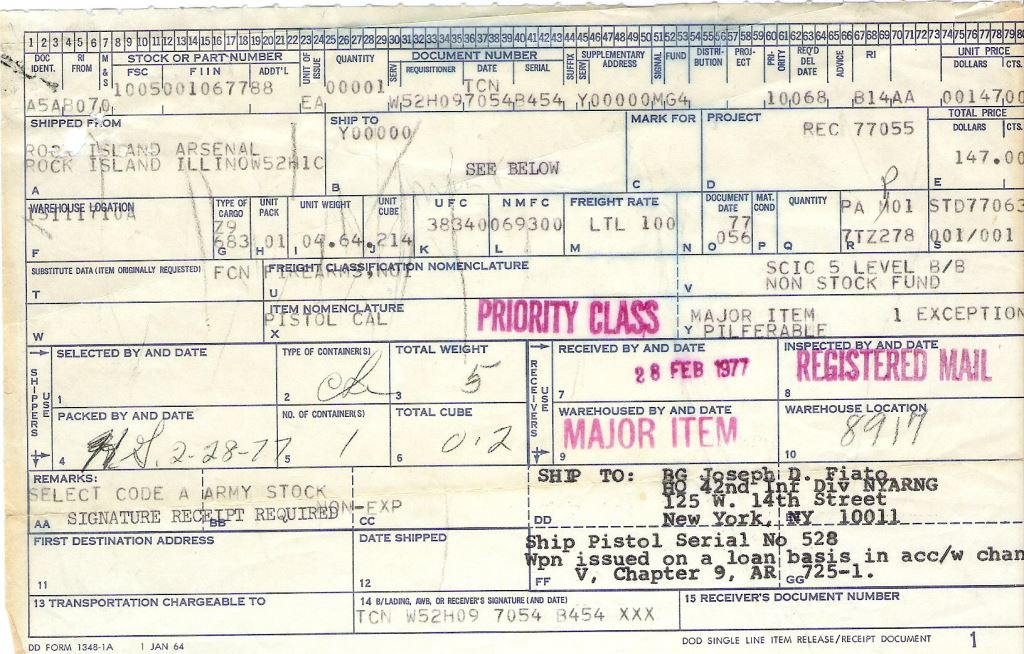 1 2 3 4 5 6 7 8 9 10 11 12 13 14 15 16 17 18 19 20 21 22 23 24 25 26 27 28 29 30 31 32 33 34 35 36 37 38 39 40 41 42 43 44 45 46 47 48 49 50 51 52 53 54 55 56 57 58 59 60 61 62 63 64 65 66 67 68 69 70 71 72 73 74 75 76 77 78 79 80
DOC IDENT. RI FROM M & S STOCK OR PART NUMBER FSC FIIN ADDT'L UNIT OF ISSUE QUANTITY SERV DOCUMENT NUMBER REQUISITIONER DATE SERIAL SUFFIX SERV SUPPLEMENTARY ADDRESS SIGNAL FUND DISTRI-BUTION PROJ-ECT PRI-ORITY REQ'D DEL DATE ADVICE RI UNIT PRICE DOLLARS CTS.
1005001067788 00001 TCN
A5AB070 EA W52H097054B454 Y00000MG4 10068 B14AA 0014700
SHIPPED FROM
ROCK ISLAND ARSENAL
ROCK ISLAND ILLINOW52H1C
A
SHIP TO
Y00000
SEE BELOW
B
MARK FOR
C
PROJECT
REC 77055
D
TOTAL PRICE
DOLLARS CTS.
147.00
E
WAREHOUSE LOCATION
F
TYPE OF CARGO
Z9
683
G
UNIT PACK
01
H
UNIT WEIGHT
04.64
I
UNIT CUBE
.214
J
UFC
38340
K
NMFC
069300
L
FREIGHT RATE
LTL 100
M
N
DOCUMENT DATE
77
056
O
MAT. COND
P
QUANTITY
Q
PA M01
7TZ278
R
STD77063
001/001
S
SUBSTITUTE DATA (ITEM ORIGINALLY REQUESTED) FCN
T
FREIGHT CLASSIFICATION NOMENCLATURE
FIREARMS,NOI
U
SCIC 5 LEVEL B/B
NON STOCK FUND
V
W
ITEM NOMENCLATURE
PISTOL CAL
X
PRIORITY CLASS
MAJOR ITEM 1 EXCEPTION
Y PILFERABLE
SHIPPERS USE
SELECTED BY AND DATE
1
TYPE OF CONTAINER(S)
2
TOTAL WEIGHT
5
3
RECEIVERS USE
RECEIVED BY AND DATE
28 FEB 1977
7
INSPECTED BY AND DATE
REGISTERED MAIL
8
PACKED BY AND DATE
2-28-77
4
NO. OF CONTAINER(S)
1
5
TOTAL CUBE
0.2
6
WAREHOUSED BY AND DATE
MAJOR ITEM
9
WAREHOUSE LOCATION
8917
10
REMARKS:
SELECT CODE A ARMY STOCK
NON-EXP
AA SIGNATURE RECEIPT REQUIRED BB CC
SHIP TO: BG Joseph D. Fiato
HQ 42nd Inf Div NYARNG
125 W. 14th Street
DD New York, NY 10011
FIRST DESTINATION ADDRESS
11
DATE SHIPPED
12
Ship Pistol Serial No 528
Wpn issued on a loan basis in acc/w chan
FF V, Chapter 9, AR GG 725-1.
13 TRANSPORTATION CHARGEABLE TO
14 B/LADING, AWB, OR RECEIVER'S SIGNATURE (AND DATE)
TCN W52H09 7054 B454 XXX
15 RECEIVER'S DOCUMENT NUMBER
DD FORM 1348-1A 1 JAN 64
DOD SINGLE LINE ITEM RELEASE/RECEIPT DOCUMENT 1